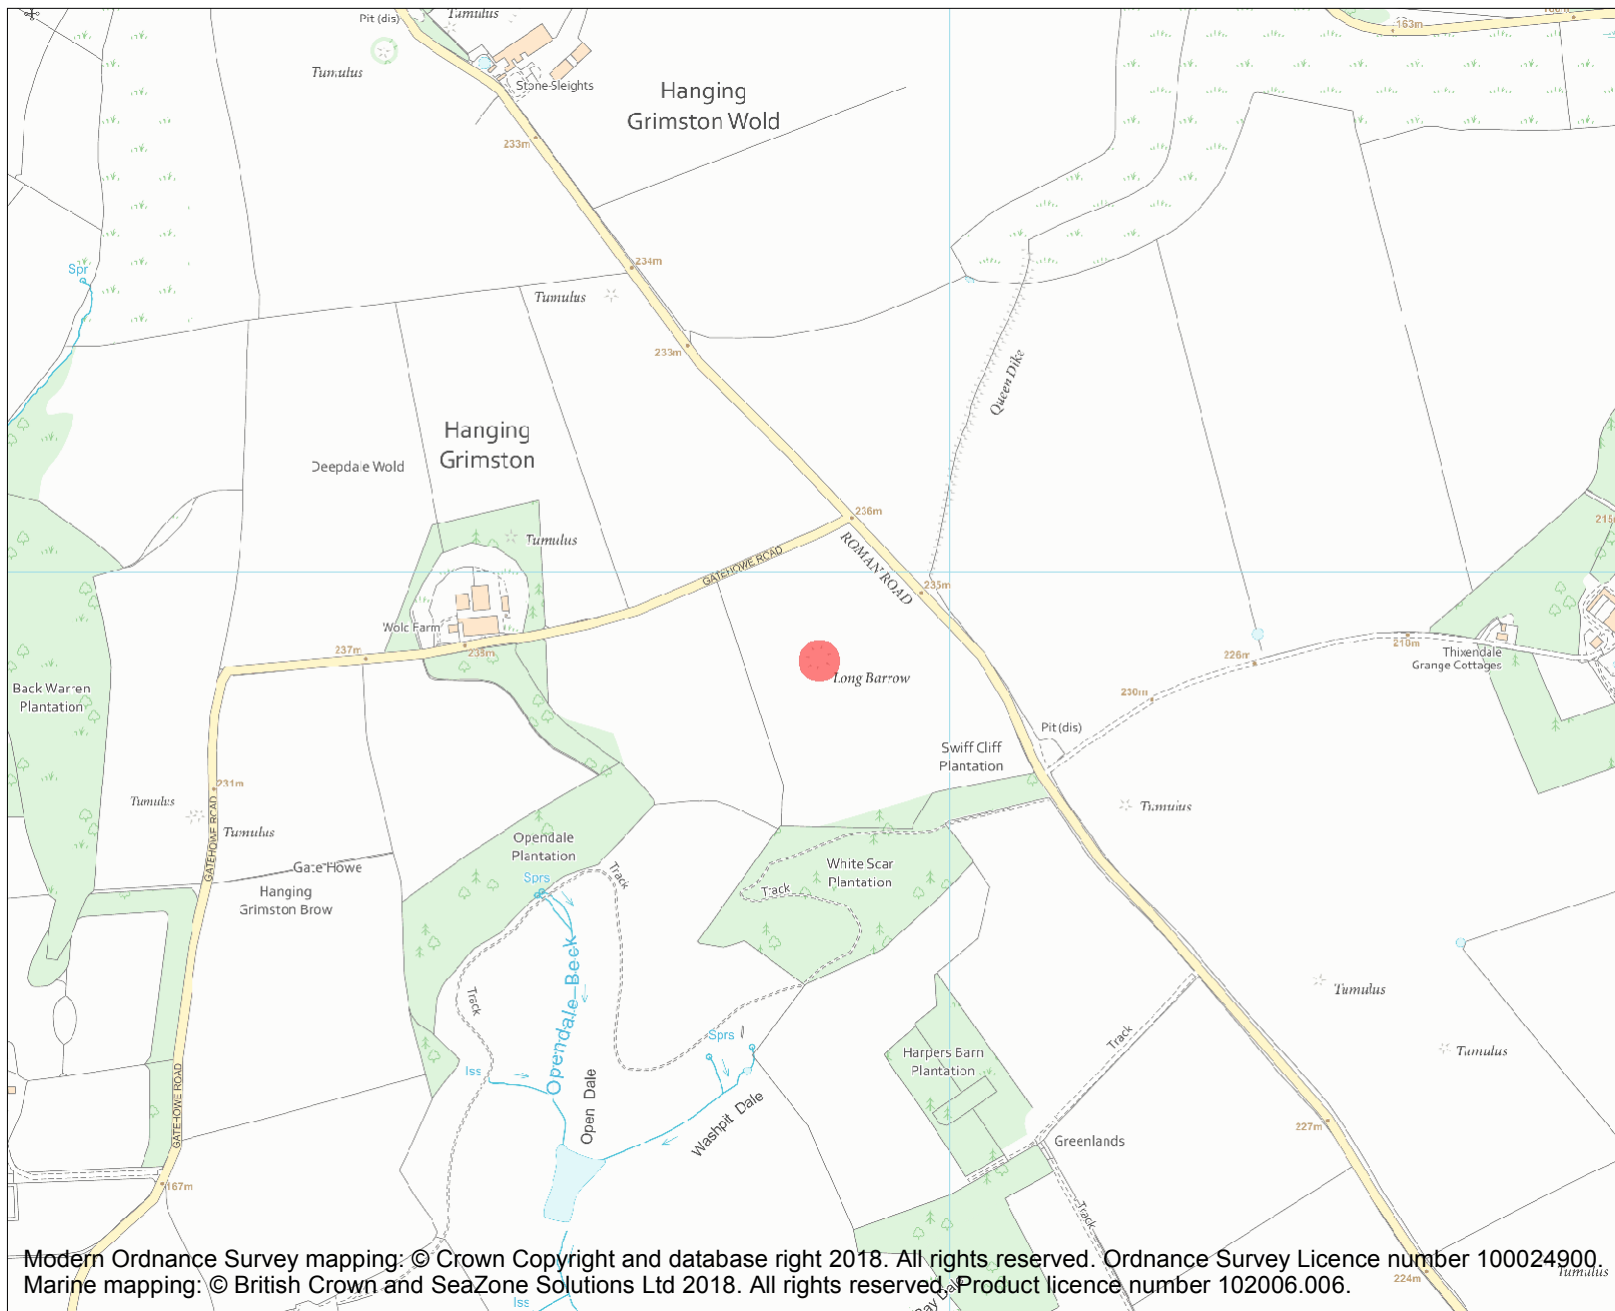 Pit (dis)
Tumulus
163m
Tumulus
Stone Sleights
Hanging
Grimston Wold
233m
234m
Spr
Tumulus
233m
Queen Dike
Hanging
Grimston
Deepdale Wold
236m
215
Tumulus
GATEHOWE ROAD
ROMAN ROAD
235m
Wold Farm
237m
238m
226m
210m
Thixendale
Grange Cottages
Long Barrow
Back Warren
Plantation
230m
Pit (dis)
Swiff Cliff
Plantation
231m
Tumulus
Tumulus
GATEHOWE ROAD
Tumulus
Opendale
Plantation
Gate Howe
Hanging
Grimston Brow
Sprs
Track
White Scar
Plantation
Track
Opendale Beck
Track
Tumulus
Sprs
Track
Harpers Barn
Plantation
Tumulus
Iss
Open Dale
Washpit Dale
GATEHOWE ROAD
Greenlands
227m
167m
Track
Modern Ordnance Survey mapping: © Crown Copyright and database right 2018. All rights reserved. Ordnance Survey Licence number 100024900.
Marine mapping: © British Crown and SeaZone Solutions Ltd 2018. All rights reserved. Product licence number 102006.006.
224m
Tumulus
Iss